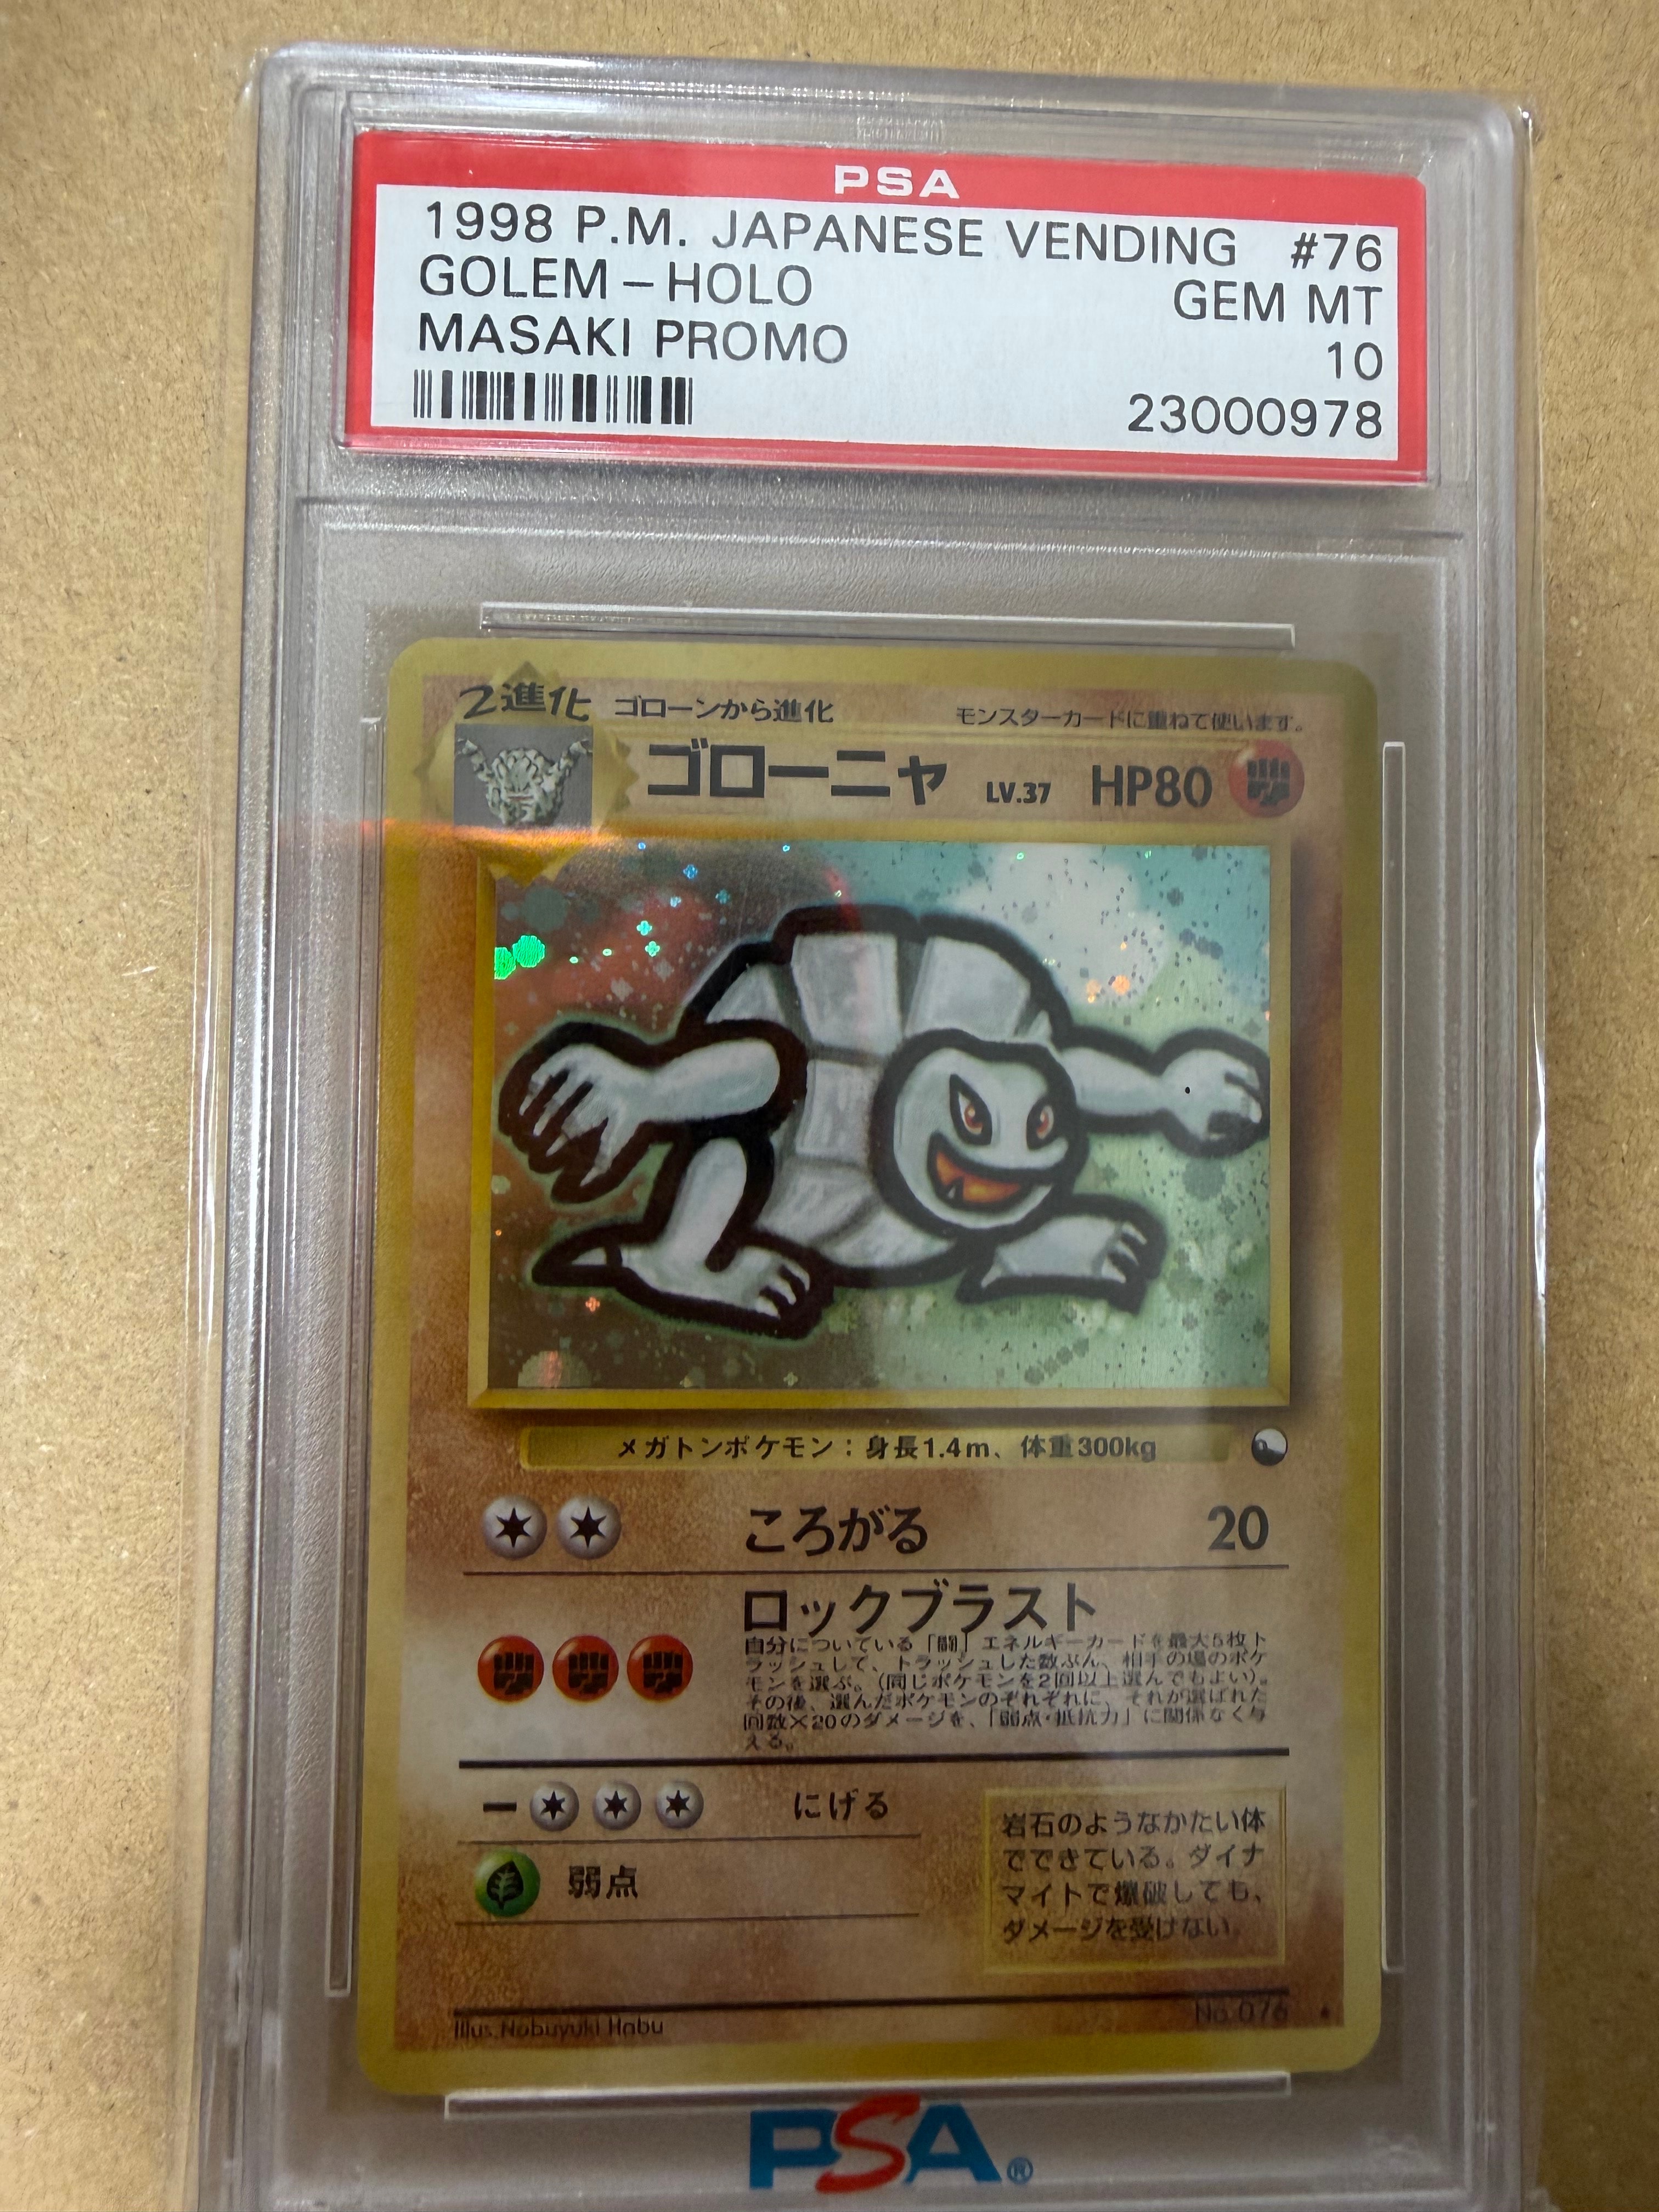 PSA
1998 P.M. JAPANESE VENDING #76
GOLEM-HOLO GEM MT
MASAKI PROMO 10
23000978
2進化 ゴローンから進化 モンスターカードに重ねて使います。
ゴローニャ LV.37 HP80
メガトンポケモン:身長1.4m、体重300kg
ころがる 20
ロックブラスト
自分についている「闘」エネルギーカードを最大5枚ト
ラッシュして、トラッシュした数ぶん、相手の場のポケ
モンを選ぶ。(同じポケモンを2回以上選んでもよい)。
その後、選んだポケモンのそれぞれに、それが選ばれた
回数×20のダメージを、「弱点・抵抗力」に関係なく与
える。
ー にげる
弱点
岩石のようなかたい体
でできている。ダイナ
マイトで爆破しても、
ダメージを受けない。
Illus. Nobuyuki Habu No.076
PSA®